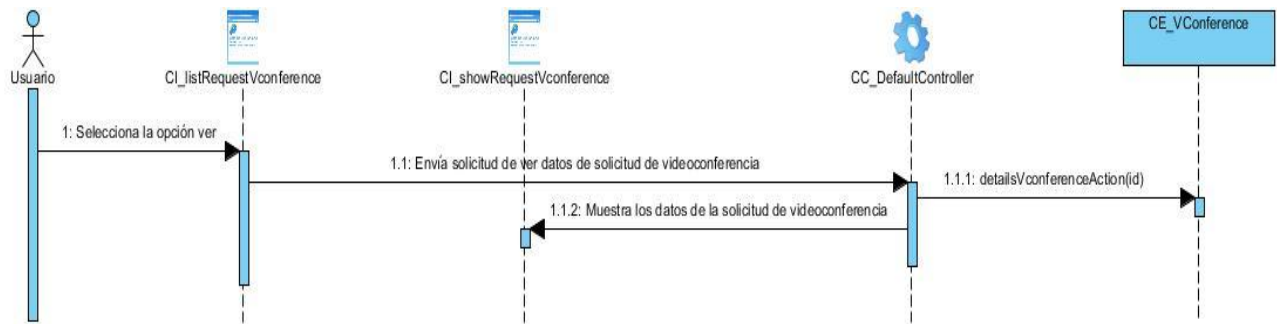 CE_VConference
Usuario
CI_listRequestVconference
CI_showRequestVconference
CC_DefaultController
1: Selecciona la opción ver
1.1: Envía solicitud de ver datos de solicitud de videoconferencia
1.1.1: detailsVconferenceAction(id)
1.1.2: Muestra los datos de la solicitud de videoconferencia